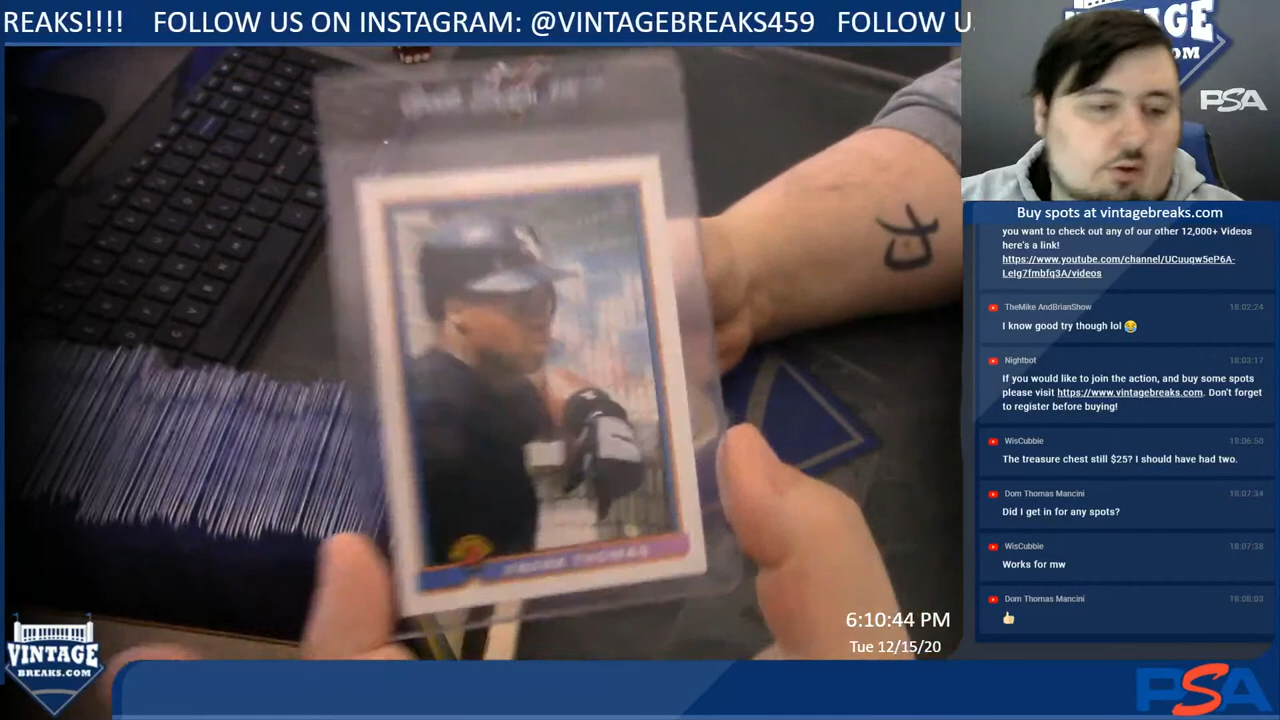 REAKS!!!! FOLLOW US ON INSTAGRAM: @VINTAGEBREAKS459 FOLLOW U
VINTAGE
OM
PSA
Buy spots at vintagebreaks.com
you want to check out any of our other 12,000+ Videos
here's a link!
https://www.youtube.com/channel/UCuuqw5eP6A-
LeIg7fmbfq3A/videos
TheMike AndBrianShow 18:02:24
I know good try though lol 😂
Nightbot 18:03:17
If you would like to join the action, and buy some spots
please visit https://www.vintagebreaks.com. Don't forget
to register before buying!
WisCubbie 18:06:50
The treasure chest still $25? I should have had two.
Dom Thomas Mancini 18:07:34
Did I get in for any spots?
WisCubbie 18:07:38
Works for mw
Dom Thomas Mancini 18:08:03
👍🏼
FRANK THOMAS
6:10:44 PM
Tue 12/15/20
VINTAGE
BREAKS.COM
PSA